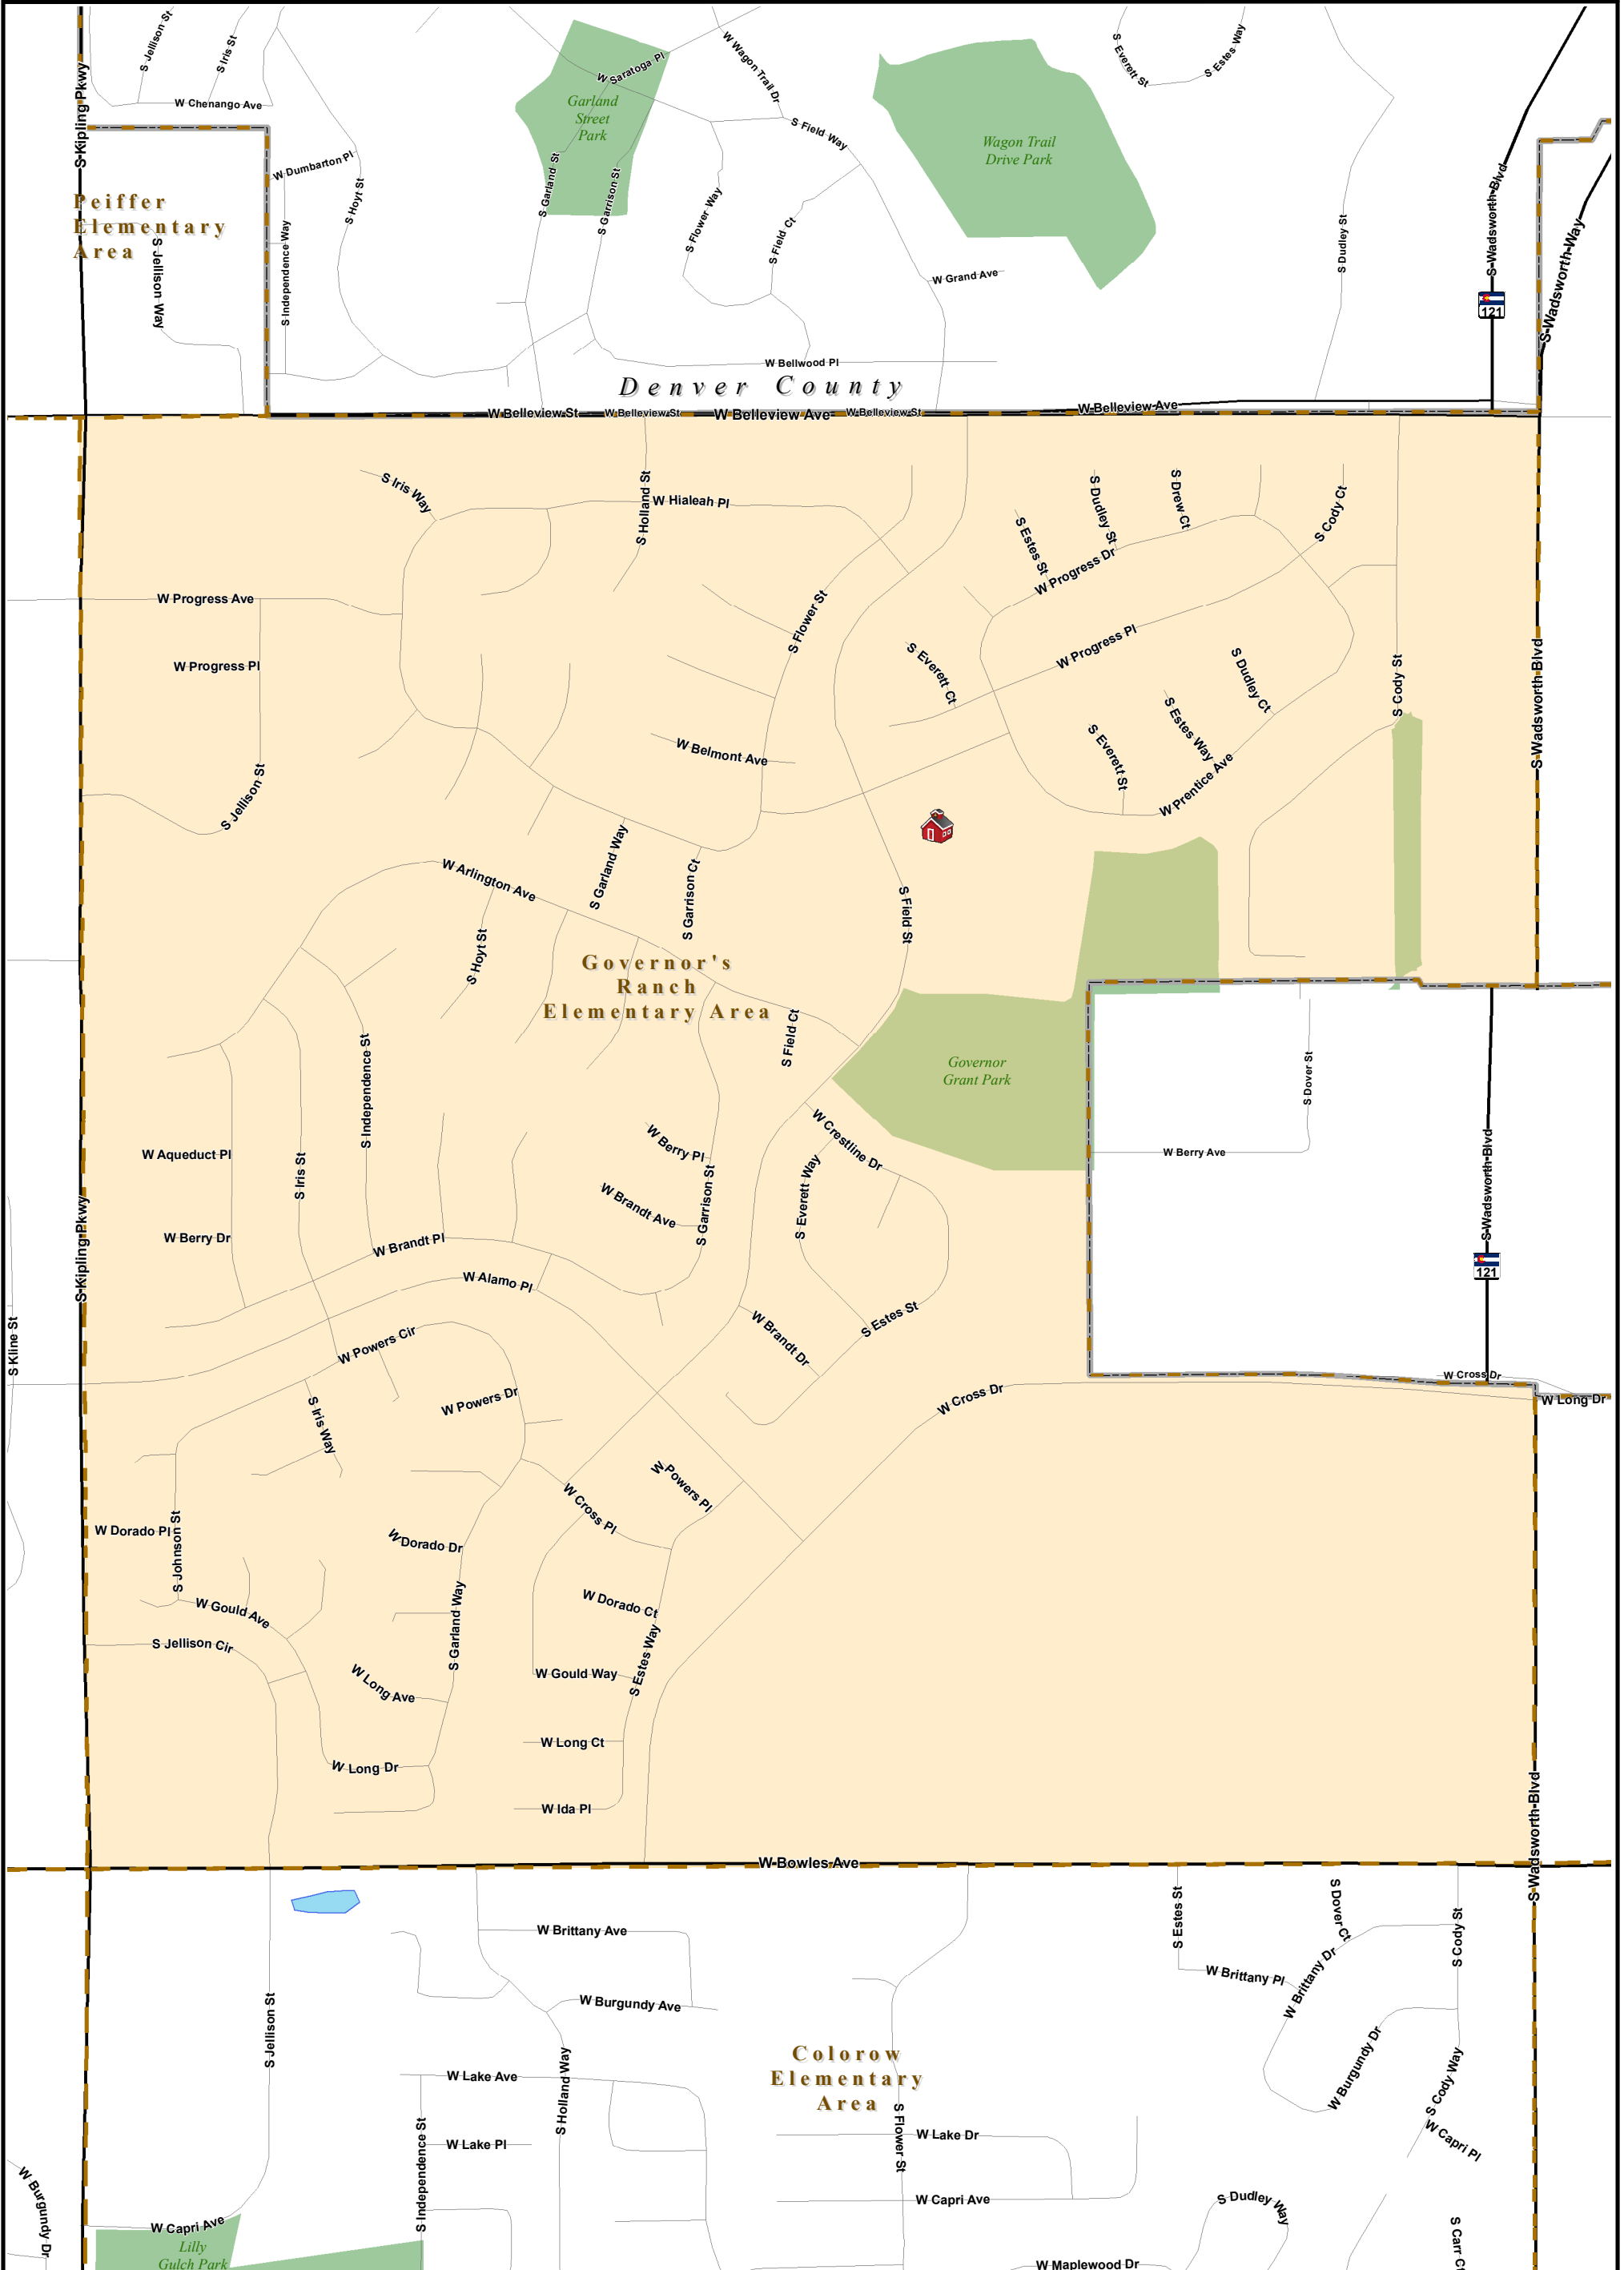 S Jellison St
S Iris St
W Chenango Ave
S Kipling Pkwy
W Saratoga Pl
Garland
Street
Park
W Wagon Trail Dr
S Field Way
S Everett St
S Estes Way
Wagon Trail
Drive Park
W Dumbarton Pl
S Hoyt St
S Garland St
S Garrison St
S Flower Way
S Field Ct
S Dudley St
S Wadsworth Blvd
S Wadsworth Way
Peiffer
Elementary
Area
S Jellison Way
S Independence Way
W Grand Ave
121
W Bellwood Pl
Denver County
W Belleview St
W Belleview St
W Belleview Ave
W Belleview St
W Belleview Ave
S Iris Way
S Holland St
W Hialeah Pl
S Estes St
S Dudley St
S Drew Ct
S Cody Ct
W Progress Dr
W Progress Ave
S Flower St
W Progress Pl
W Progress Pl
S Everett Ct
S Dudley Ct
S Cody St
S Wadsworth Blvd
W Belmont Ave
S Everett St
S Estes Way
W Prentice Ave
S Jellison St
W Arlington Ave
S Garland Way
S Garrison Ct
S Field St
S Hoyt St
Governor's
Ranch
Elementary Area
S Field Ct
Governor
Grant Park
S Dover St
S Independence St
W Aqueduct Pl
S Iris St
W Berry Pl
W Crestline Dr
W Berry Ave
S Everett Way
W Brandt Ave
S Garrison St
S Wadsworth Blvd
121
S Kipling Pkwy
W Berry Dr
W Brandt Pl
W Alamo Pl
S Kline St
W Powers Cir
W Brandt Dr
S Estes St
W Cross Dr
W Cross Dr
W Long Dr
S Iris Way
W Powers Dr
W Powers Pl
W Cross Pl
W Dorado Pl
S Johnson St
W Dorado Dr
W Gould Ave
W Dorado Ct
S Jellison Cir
S Garland Way
W Long Ave
W Gould Way
S Estes Way
W Long Ct
W Long Dr
W Ida Pl
S Wadsworth Blvd
W Bowles Ave
W Brittany Ave
S Estes St
S Dover Ct
S Cody St
W Brittany Pl
W Brittany Dr
W Burgundy Ave
S Jellison St
W Burgundy Dr
Colorow
Elementary
Area
W Lake Ave
S Holland Way
S Cody Way
S Independence St
W Lake Pl
S Flower St
W Lake Dr
W Capri Pl
W Burgundy Dr
W Capri Ave
W Capri Ave
S Dudley Way
S Carr Ct
Lilly
Gulch Park
W Maplewood Dr